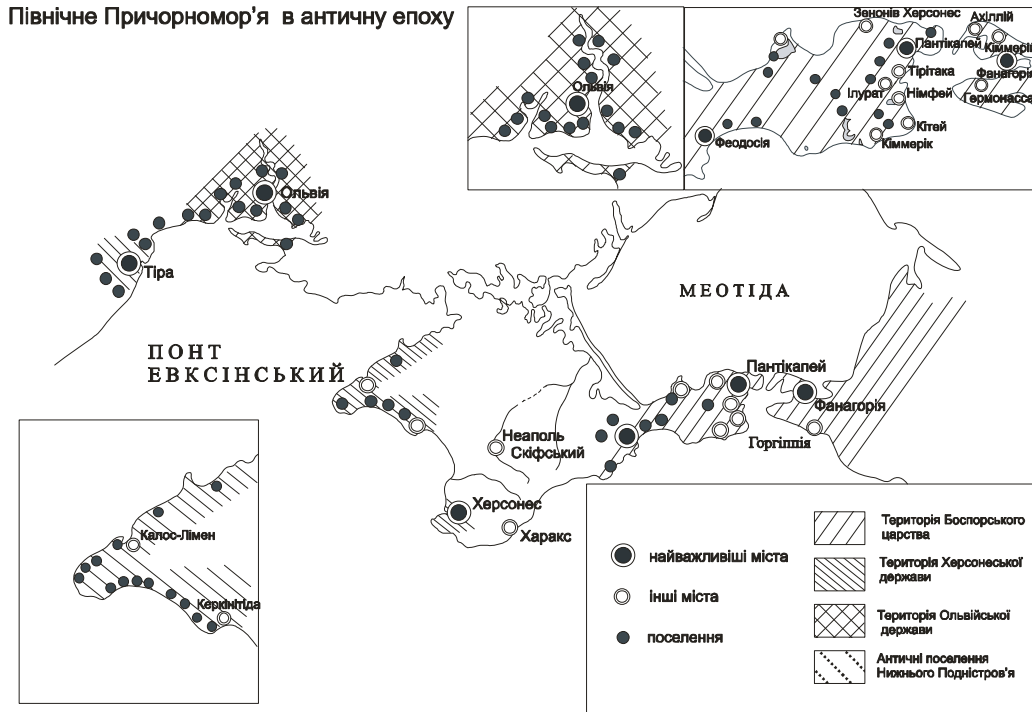 Північне Причорномор'я в античну епоху
Ольвія
Зенонів Херсонес
Ахіллій
Пантікапей
Кіммерік
Фанагорія
Тірітака
Ілурат
Німфей
Гермонасса
Кітей
Кіммерік
Феодосія
Ольвія
Тіра
МЕОТІДА
ПОНТ
ЕВКСІНСЬКИЙ
Пантікапей
Фанагорія
Горгіппія
Неаполь
Скіфський
Херсонес
Харакс
Калос-Лімен
Керкінітіда
найважливіші міста
інші міста
поселення
Територія Боспорського
царства
Територія Херсонеської
держави
Територія Ольвійської
держави
Античні поселення
Нижнього Подністров'я